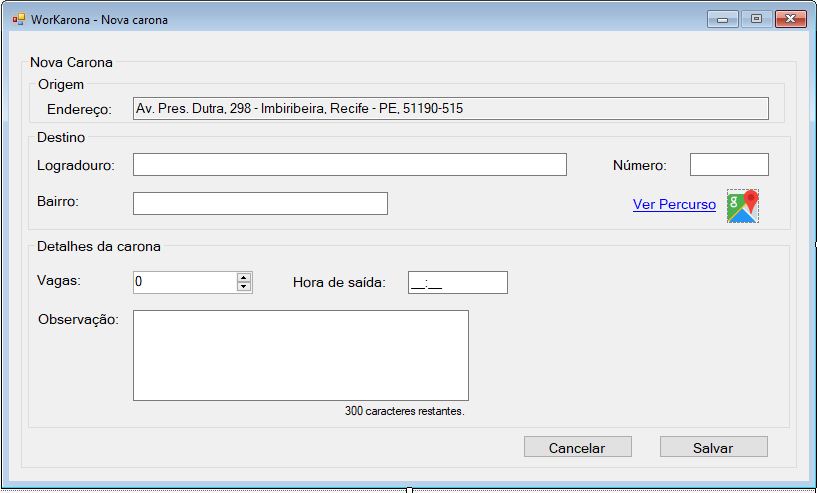 WorKarona - Nova carona
Nova Carona
Origem
Endereço: Av. Pres. Dutra, 298 - Imbiribeira, Recife - PE, 51190-515
Destino
Logradouro: Número:
Bairro: Ver Percurso g
Detalhes da carona
Vagas: 0 Hora de saída: __:__
Observação:
300 caracteres restantes.
Cancelar Salvar